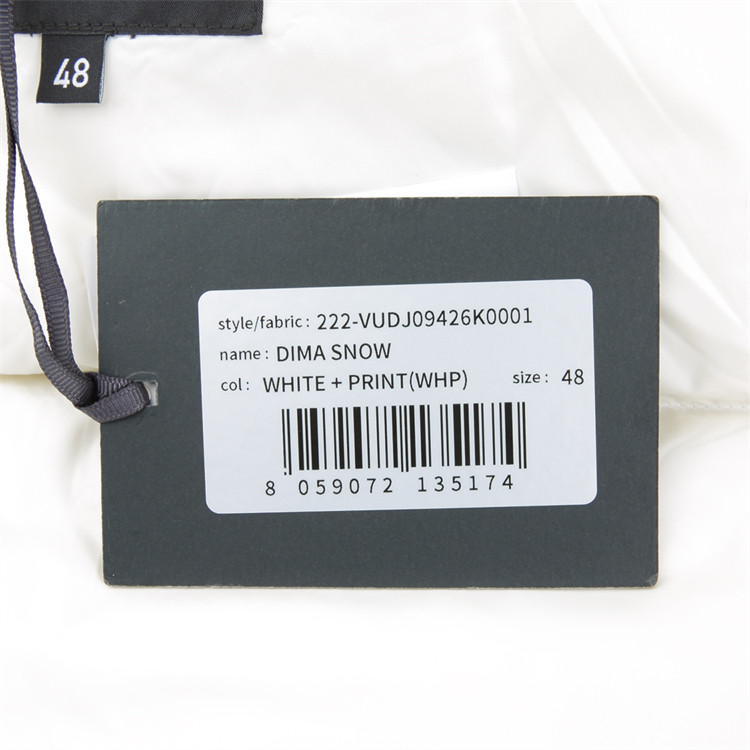 48
style/fabric : 222-VUDJ09426K0001
name : DIMA SNOW
col : WHITE + PRINT(WHP) size : 48
8 059072 135174